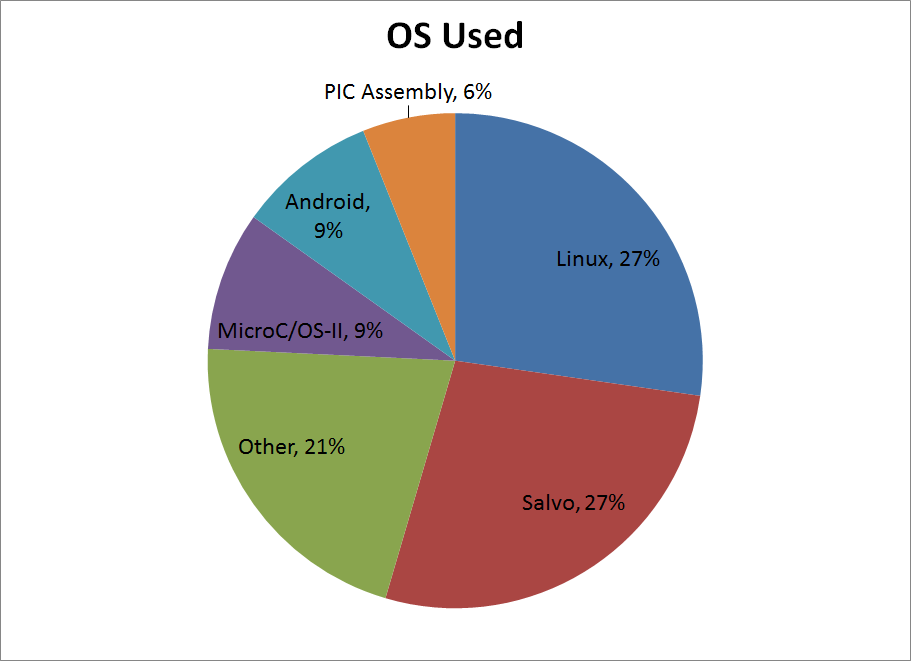 OS Used
PIC Assembly, 6%
Android,
9%
Linux, 27%
MicroC/OS-II, 9%
Other, 21%
Salvo, 27%